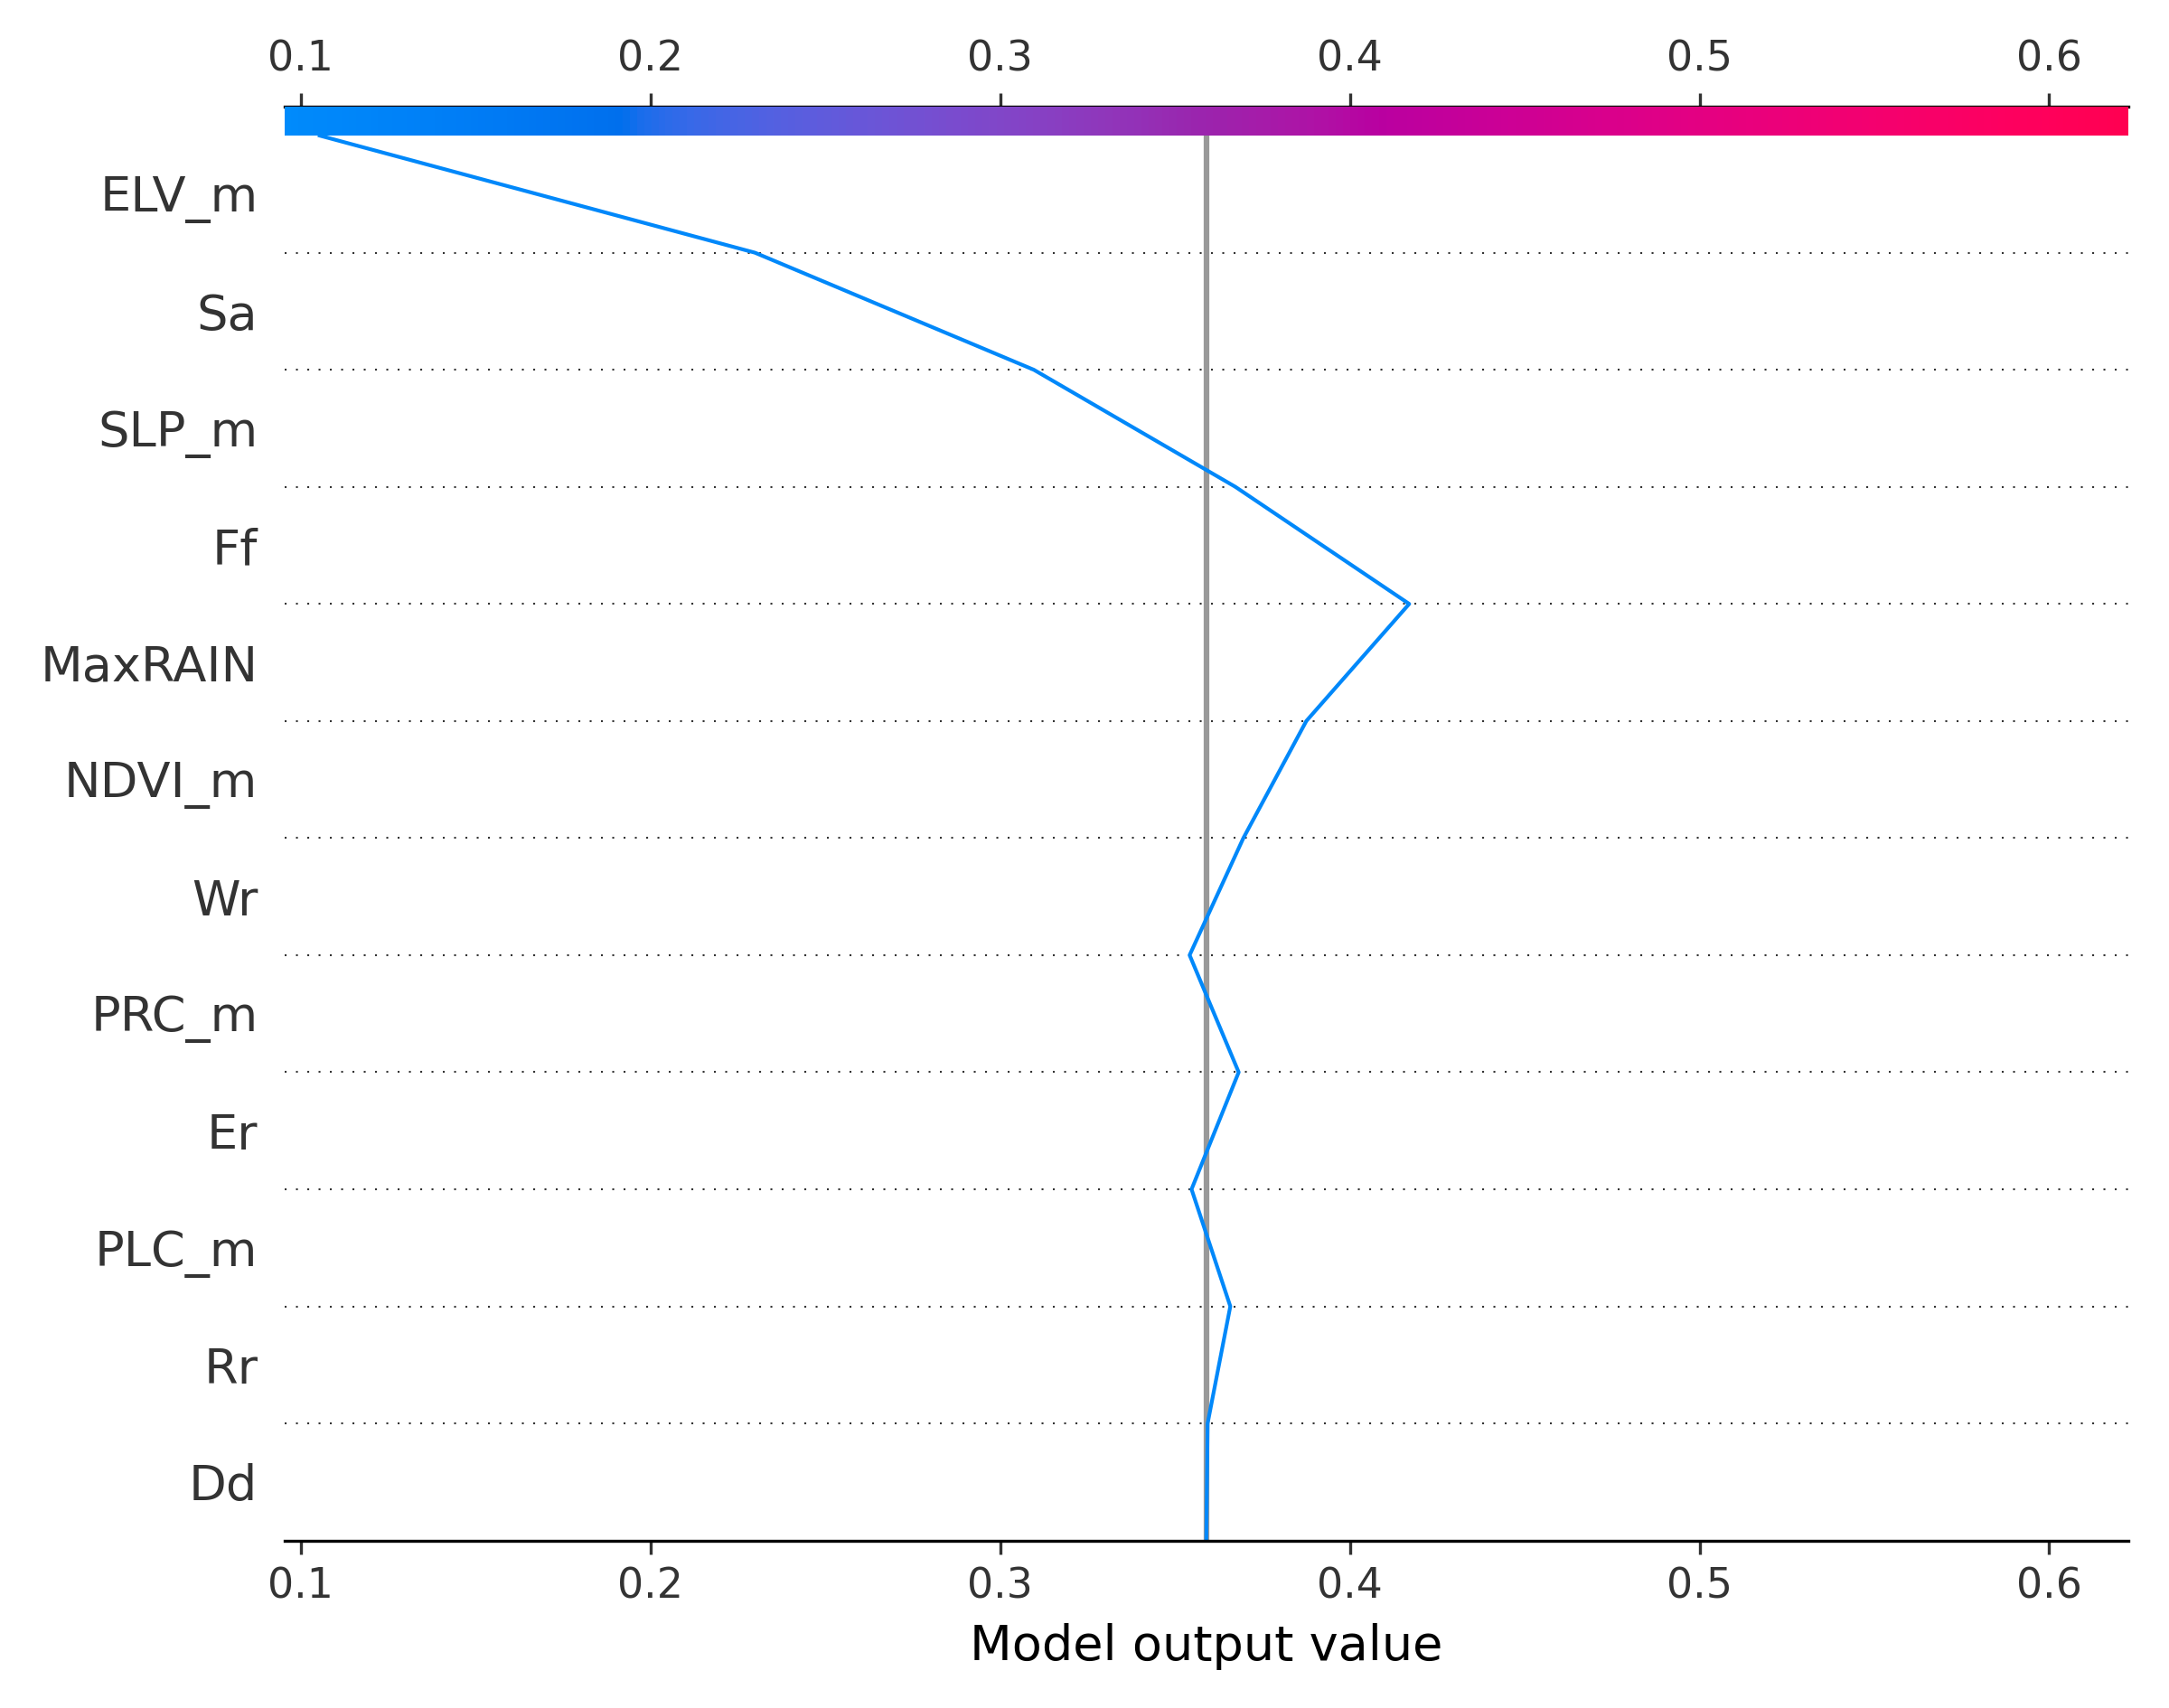 0.1 0.2 0.3 0.4 0.5 0.6
ELV_m
Sa
SLP_m
Ff
MaxRAIN
NDVI_m
Wr
PRC_m
Er
PLC_m
Rr
Dd
0.1 0.2 0.3 0.4 0.5 0.6
Model output value